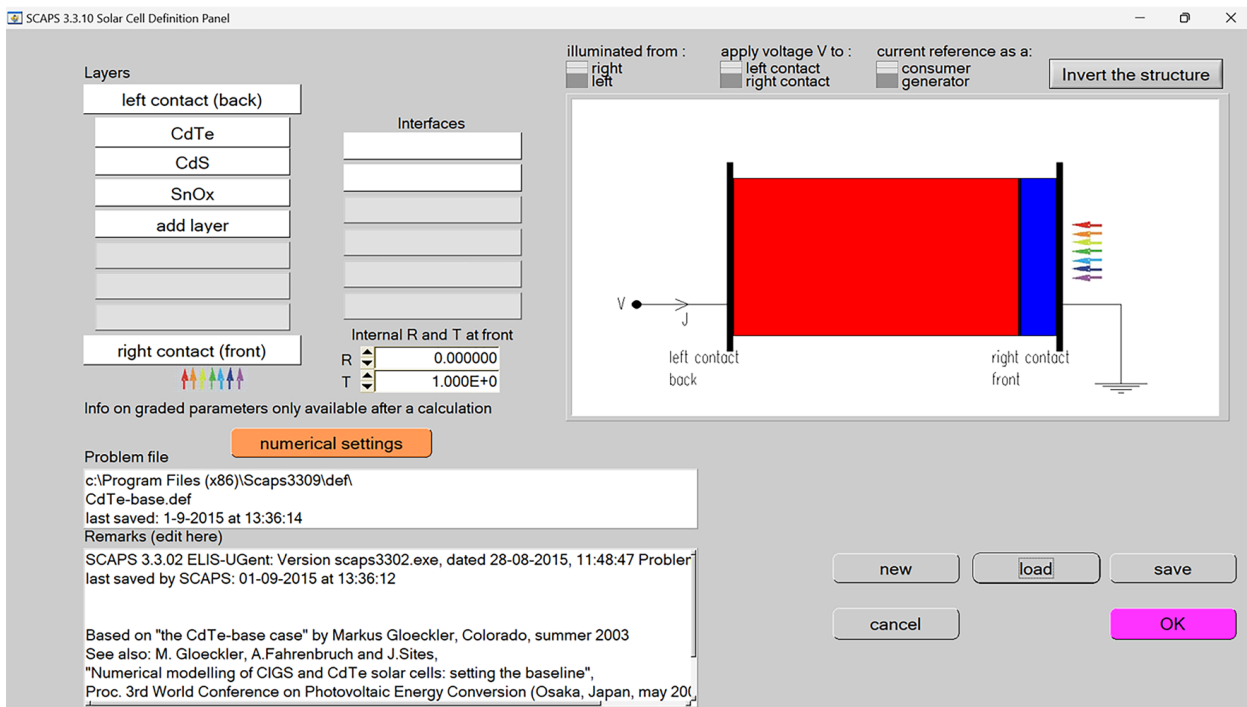 SCAPS 3.3.10 Solar Cell Definition Panel
illuminated from :
right
left
apply voltage V to :
left contact
right contact
current reference as a:
consumer
generator
Invert the structure
Layers
left contact (back)
CdTe
CdS
SnOx
add layer
right contact (front)
Interfaces
Internal R and T at front
R 0.000000
T 1.000E+0
Info on graded parameters only available after a calculation
numerical settings
V
J
left contact
back
right contact
front
Problem file
c:\Program Files (x86)\Scaps3309\def\
CdTe-base.def
last saved: 1-9-2015 at 13:36:14
Remarks (edit here)
SCAPS 3.3.02 ELIS-UGent: Version scaps3302.exe, dated 28-08-2015, 11:48:47
last saved by SCAPS: 01-09-2015 at 13:36:12
Based on "the CdTe-base case" by Markus Gloeckler, Colorado, summer 2003
See also: M. Gloeckler, A.Fahrenbruch and J.Sites,
"Numerical modelling of CIGS and CdTe solar cells: setting the baseline",
Proc. 3rd World Conference on Photovoltaic Energy Conversion (Osaka, Japan, may
new
load
save
cancel
OK